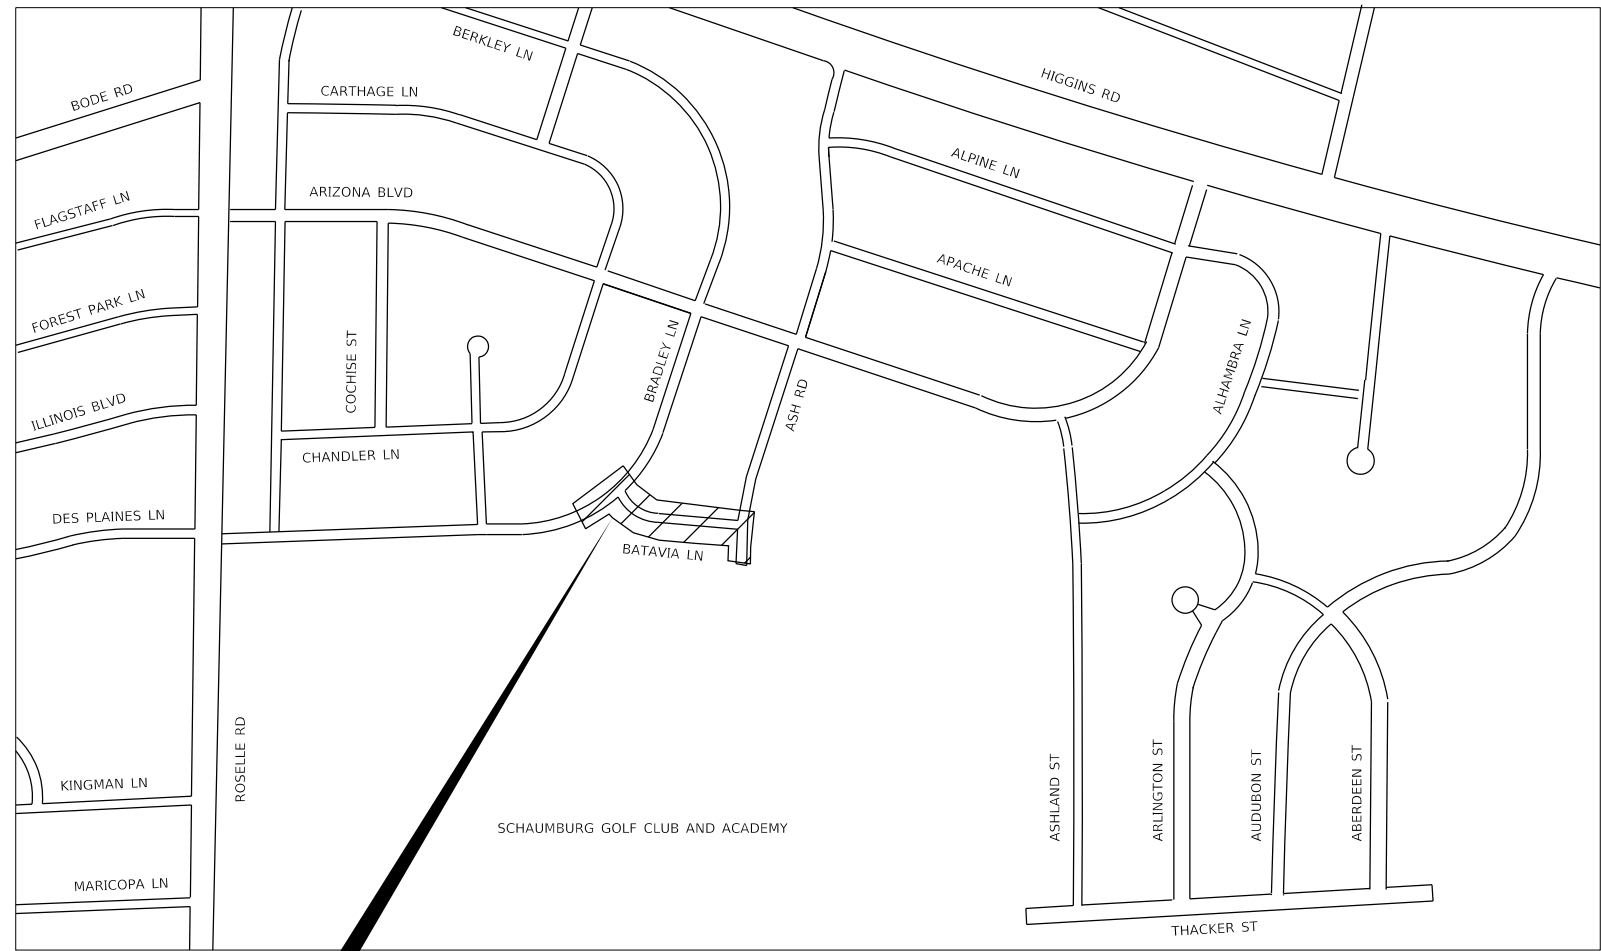 BERKLEY LN
HIGGINS RD
BODE RD
CARTHAGE LN
ALPINE LN
ARIZONA BLVD
FLAGSTAFF LN
APACHE LN
FOREST PARK LN
COCHISE ST
BRADLEY LN
ALHAMBRA LN
ASH RD
ILLINOIS BLVD
CHANDLER LN
DES PLAINES LN
BATAVIA LN
ROSELLE RD
KINGMAN LN
ASHLAND ST
ARLINGTON ST
AUDUBON ST
ABERDEEN ST
SCHAUMBURG GOLF CLUB AND ACADEMY
MARICOPA LN
THACKER ST